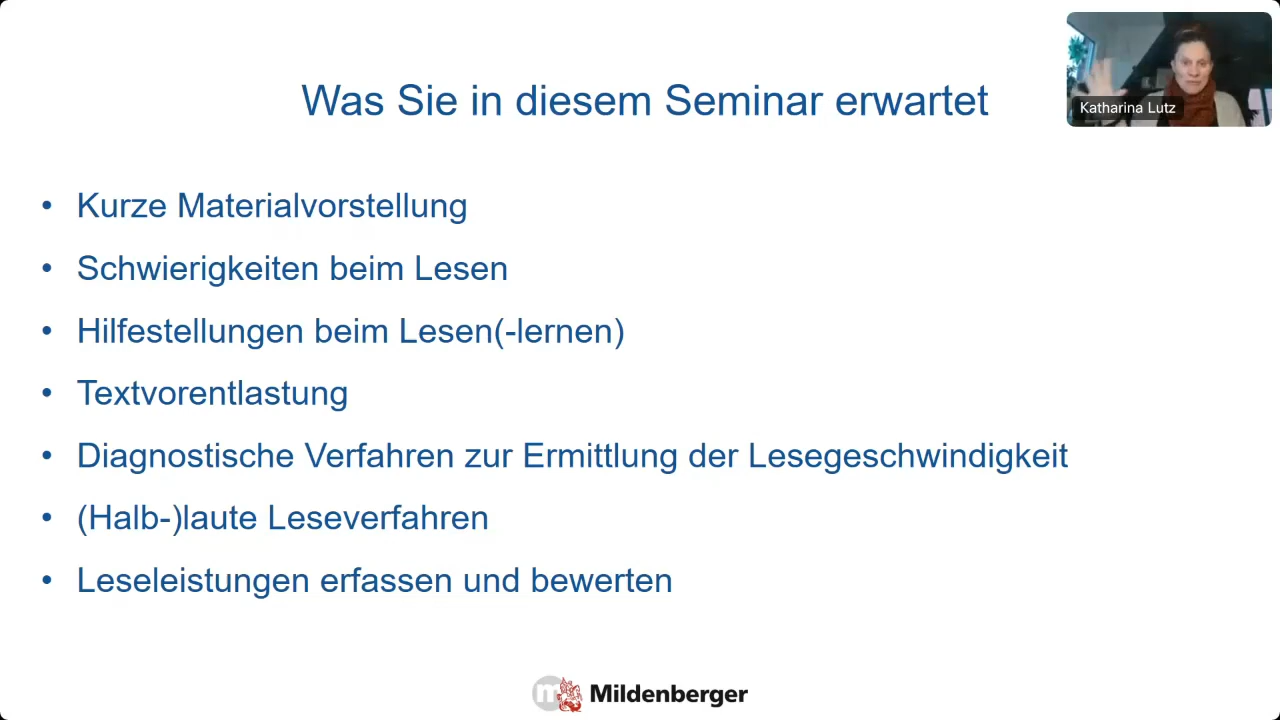 Was Sie in diesem Seminar erwartet
Katharina Lutz
• Kurze Materialvorstellung
• Schwierigkeiten beim Lesen
• Hilfestellungen beim Lesen(-lernen)
• Textvorentlastung
• Diagnostische Verfahren zur Ermittlung der Lesegeschwindigkeit
• (Halb-)laute Leseverfahren
• Leseleistungen erfassen und bewerten
m Mildenberger